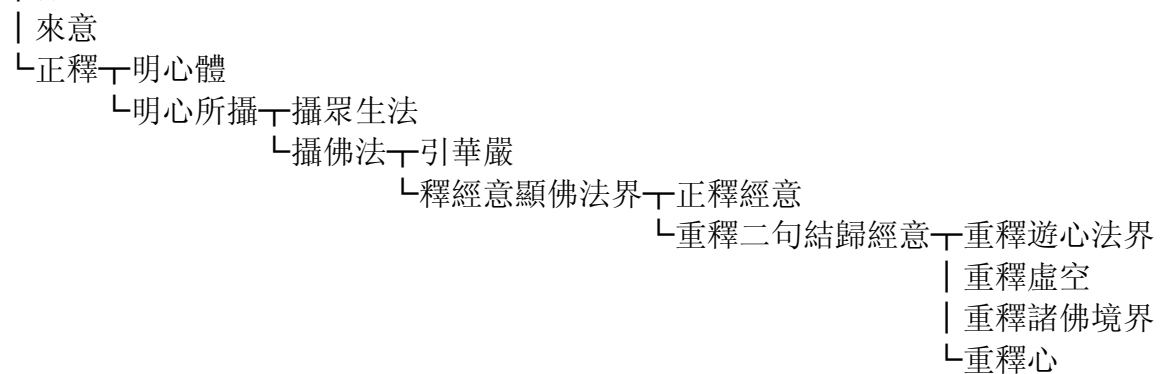 來意
正釋 明心體
明心所攝 攝眾生法
攝佛法 引華嚴
釋經意顯佛法界 正釋經意
重釋二句結歸經意 重釋遊心法界
重釋虛空
重釋諸佛境界
重釋心